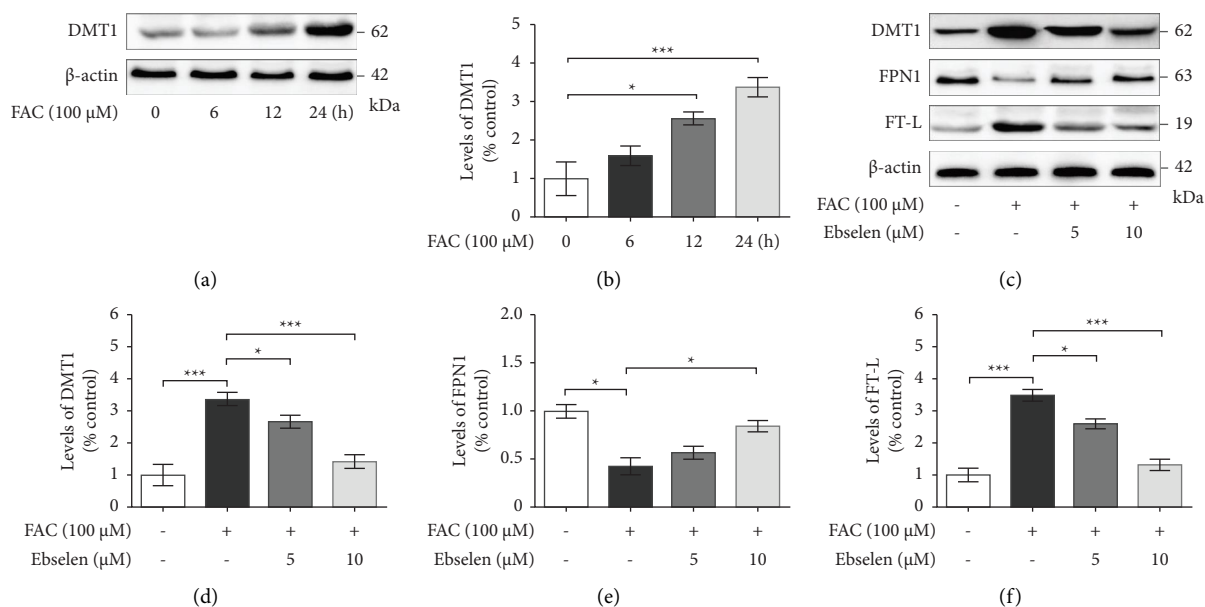 DMT1
62
β-actin
42
kDa
FAC (100 μM) 0 6 12 24 (h)
(a)
Levels of DMT1
(% control)
6
5
4
3
2
1
0
***
*
FAC (100 μM) 0 6 12 24 (h)
(b)
DMT1
62
FPN1
63
FT-L
19
β-actin
42
kDa
FAC (100 μM) - + + +
Ebselen (μM) - - 5 10
(c)
Levels of DMT1
(% control)
6
5
4
3
2
1
0
***
*
***
FAC (100 μM) - + + +
Ebselen (μM) - - 5 10
(d)
Levels of FPN1
(% control)
2.0
1.5
1.0
0.5
0
*
*
FAC (100 μM) - + + +
Ebselen (μM) - - 5 10
(e)
Levels of FT-L
(% control)
6
5
4
3
2
1
0
***
*
***
FAC (100 μM) - + + +
Ebselen (μM) - - 5 10
(f)